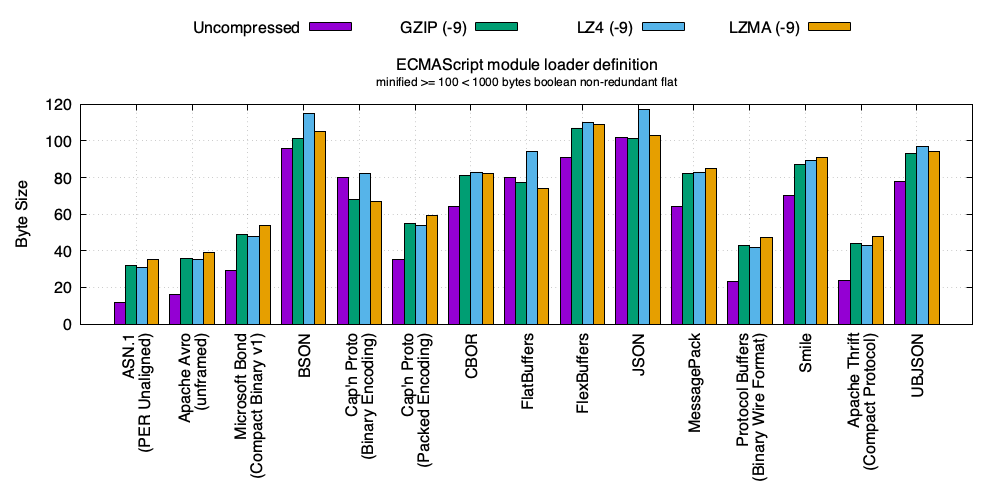 Uncompressed GZIP (-9) LZ4 (-9) LZMA (-9)
ECMAScript module loader definition
minified >= 100 < 1000 bytes boolean non-redundant flat
Byte Size
120
100
80
60
40
20
0
ASN.1
(PER Unaligned)
Apache Avro
(unframed)
Microsoft Bond
(Compact Binary v1)
BSON
Cap'n Proto
(Binary Encoding)
Cap'n Proto
(Packed Encoding)
CBOR
FlatBuffers
FlexBuffers
JSON
MessagePack
Protocol Buffers
(Binary Wire Format)
Smile
Apache Thrift
(Compact Protocol)
UBJSON